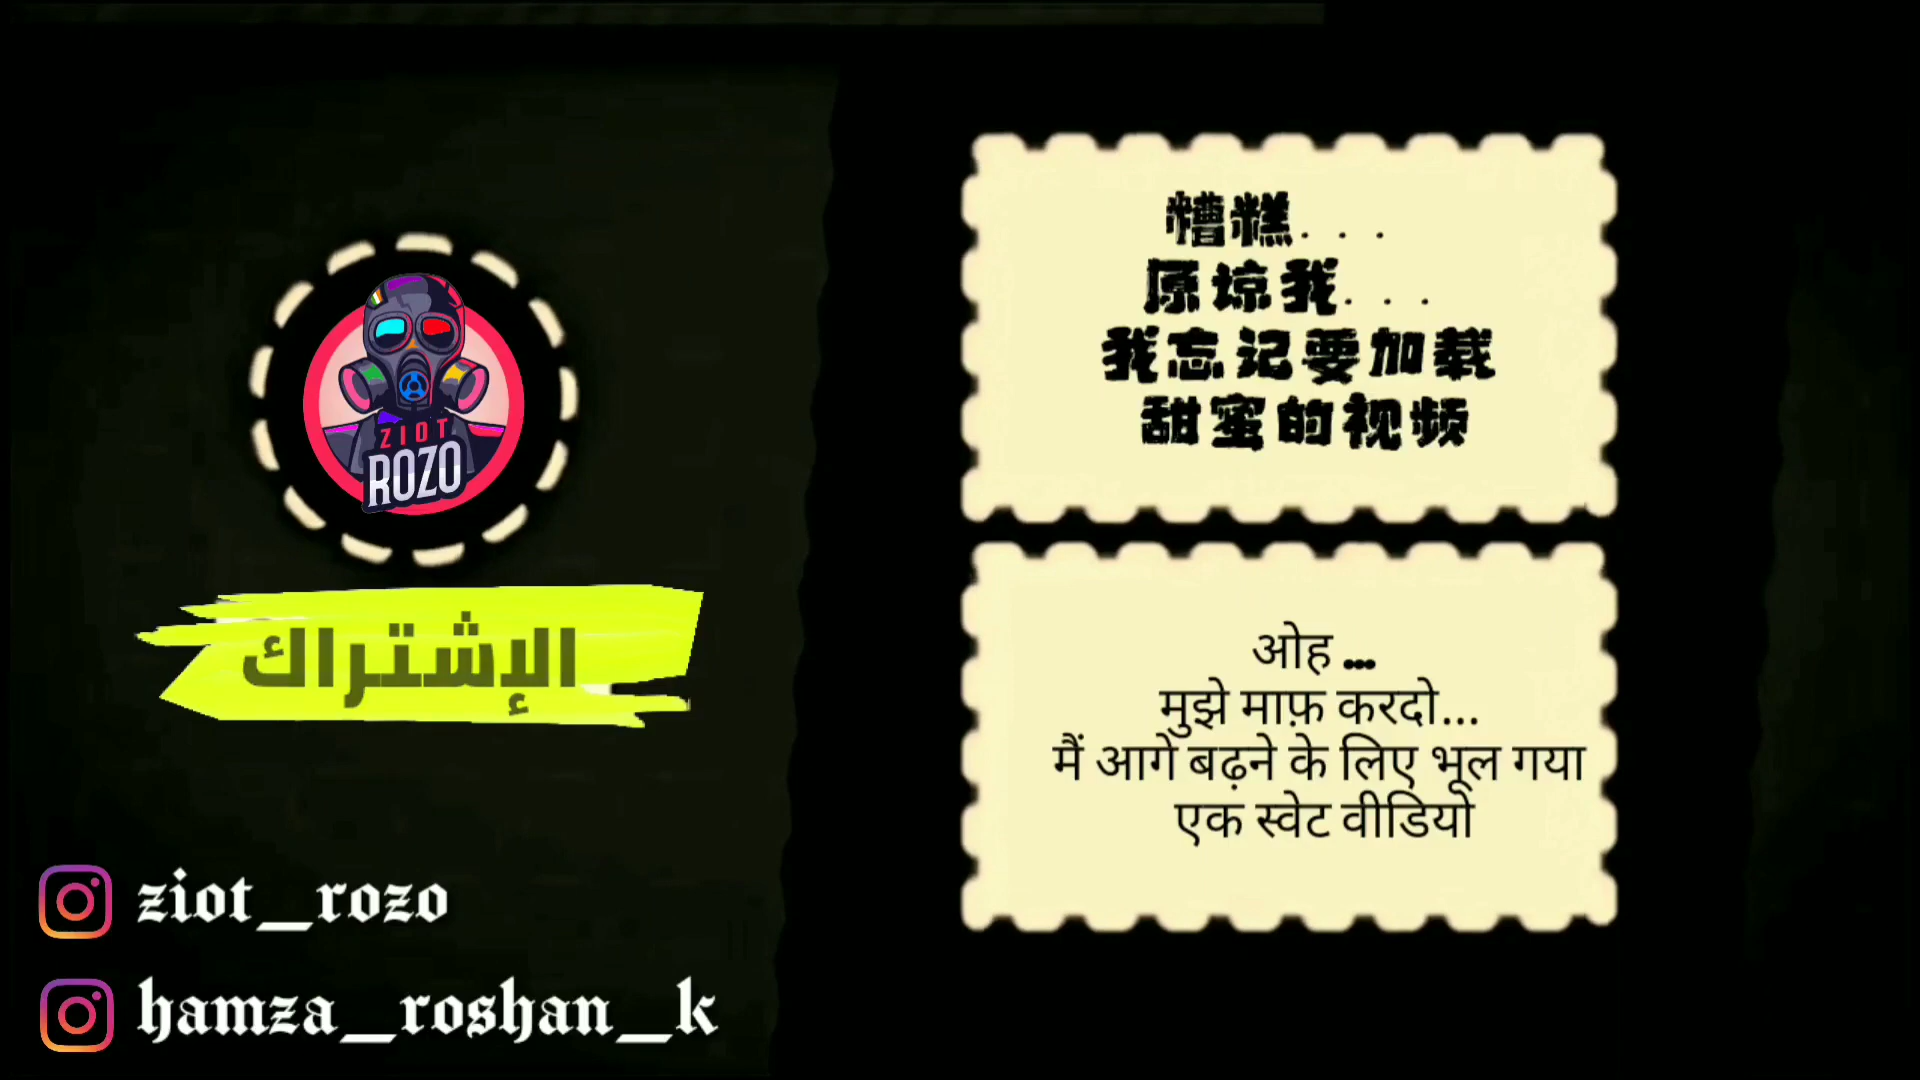 ZIOT
ROZO
الإشتراك
ziot_rozo
hamza_roshan_k
糟糕...
原谅我...
我忘记要加载
甜蜜的视频
ओह ...
मुझे माफ़ करदो...
मैं आगे बढ़ने के लिए भूल गया
एक स्वेट वीडियो